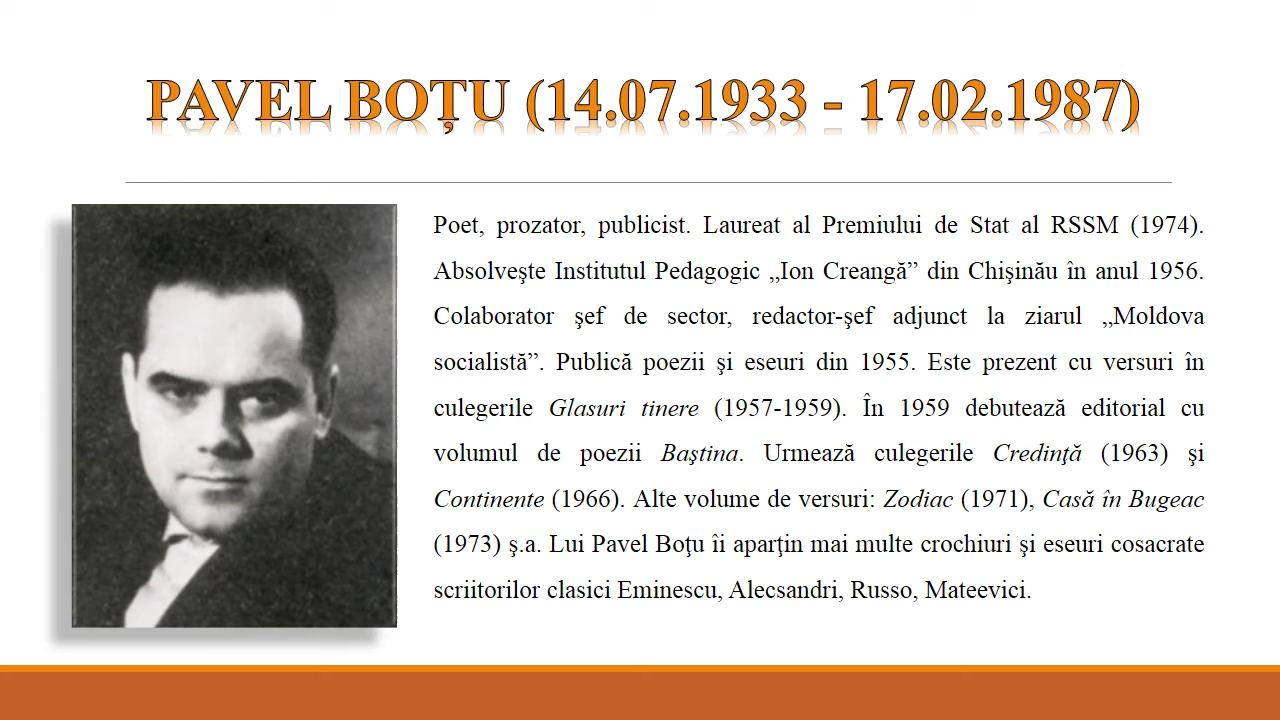 PAVEL BOȚU (14.07.1933 - 17.02.1987)
Poet, prozator, publicist. Laureat al Premiului de Stat al RSSM (1974).
Absolveşte Institutul Pedagogic „Ion Creangă” din Chişinău în anul 1956.
Colaborator şef de sector, redactor-şef adjunct la ziarul „Moldova
socialistă”. Publică poezii şi eseuri din 1955. Este prezent cu versuri în
culegerile Glasuri tinere (1957-1959). În 1959 debutează editorial cu
volumul de poezii Baştina. Urmează culegerile Credinţă (1963) şi
Continente (1966). Alte volume de versuri: Zodiac (1971), Casă în Bugeac
(1973) ş.a. Lui Pavel Boţu îi aparţin mai multe crochiuri şi eseuri cosacrate
scriitorilor clasici Eminescu, Alecsandri, Russo, Mateevici.